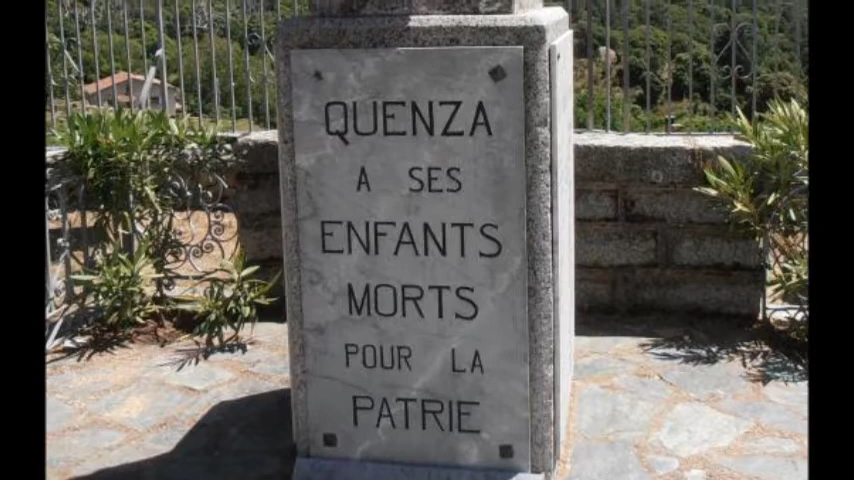 QUENZA
A SES
ENFANTS
MORTS
POUR LA
PATRIE